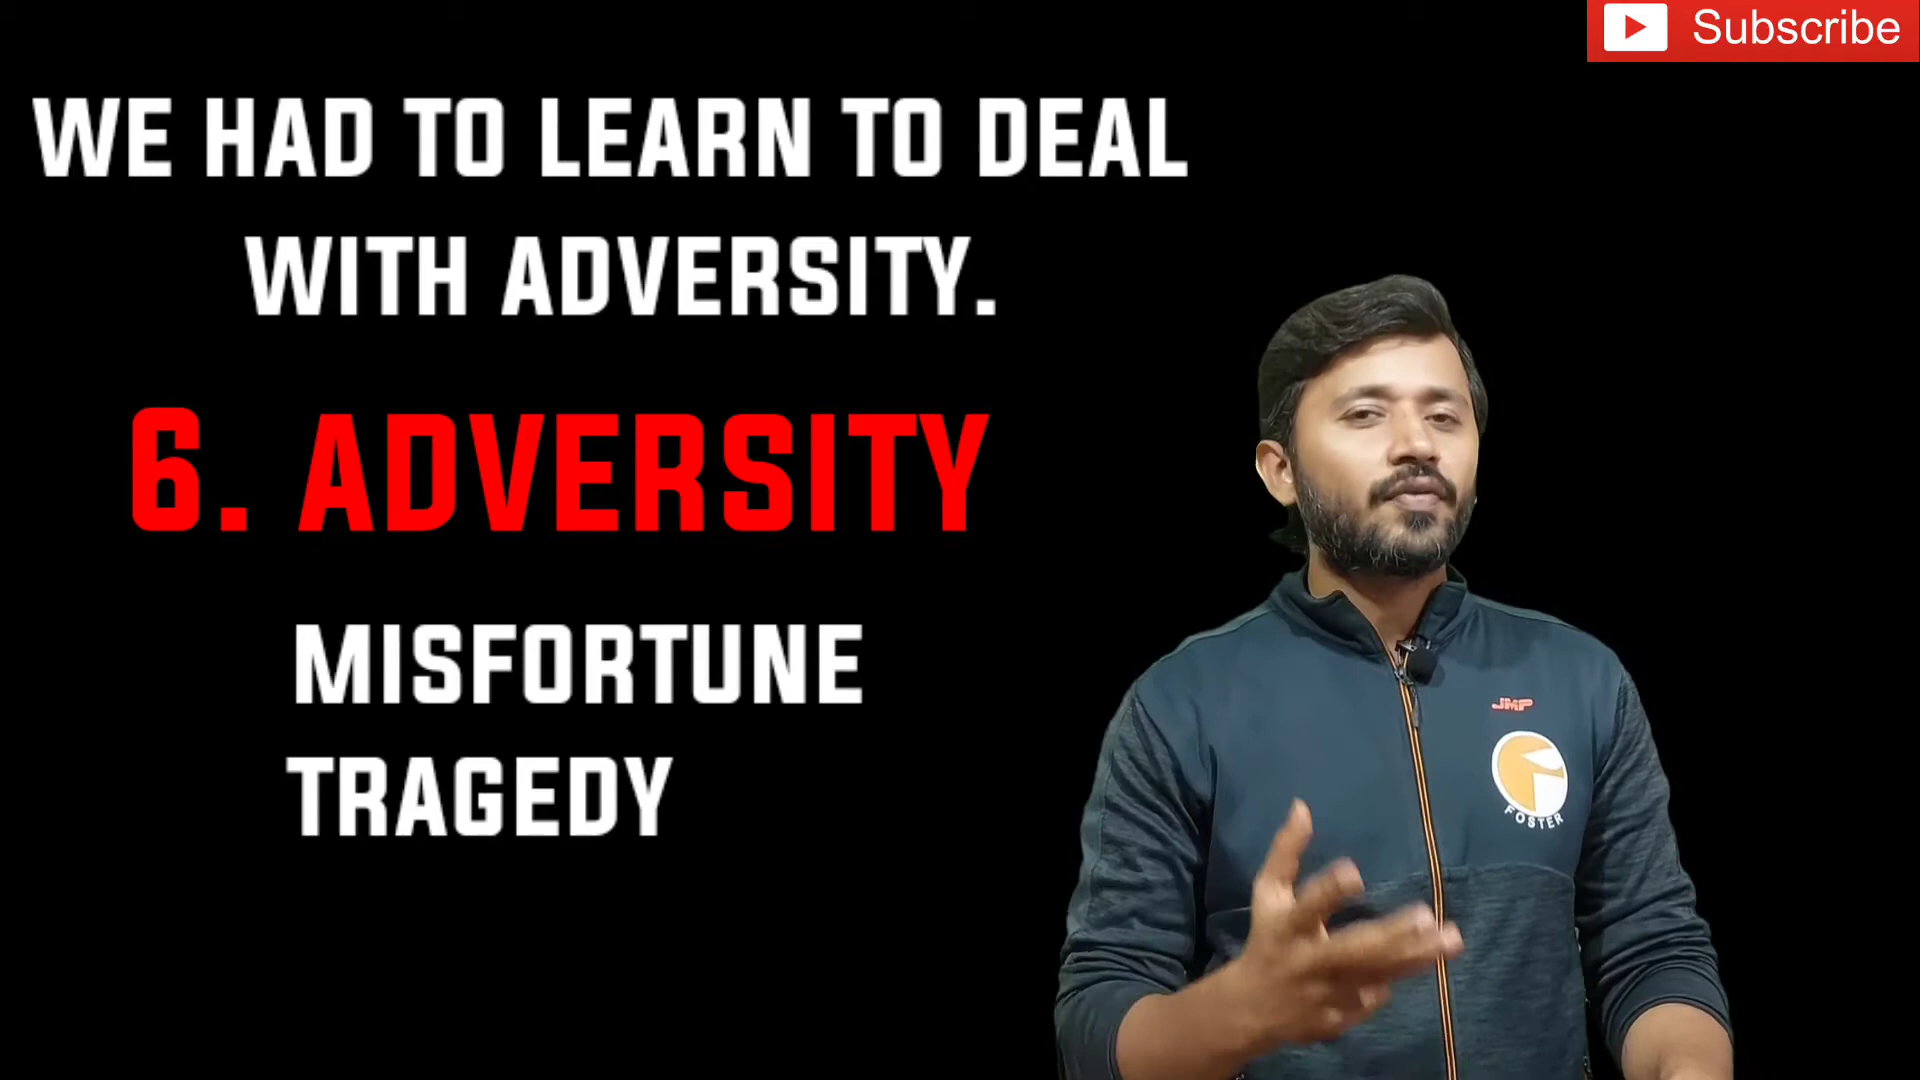 Subscribe
WE HAD TO LEARN TO DEAL
WITH ADVERSITY.
6. ADVERSITY
MISFORTUNE
TRAGEDY
JMP
FOSTER